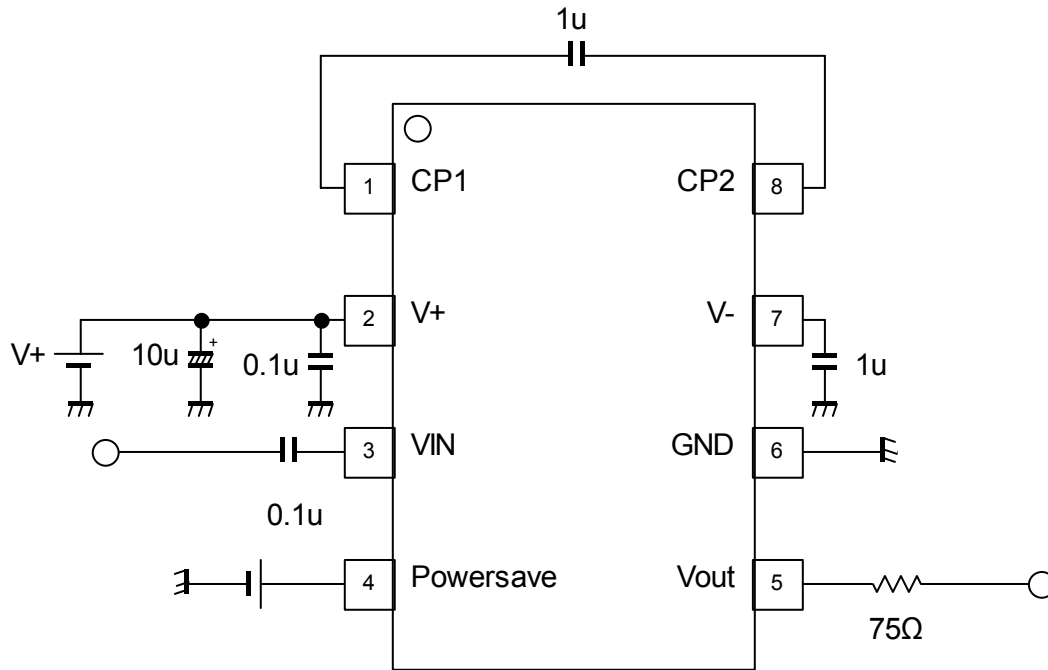 1u
1
CP1
CP2
8
2
V+
V-
7
V+
10u
+
0.1u
1u
3
VIN
GND
6
0.1u
4
Powersave
Vout
5
75Ω